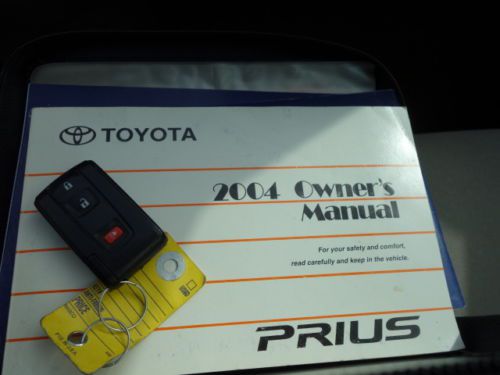 TOYOTA
2004 Owner's
Manual
For your safety and comfort,
read carefully and keep in the vehicle.
PRIUS